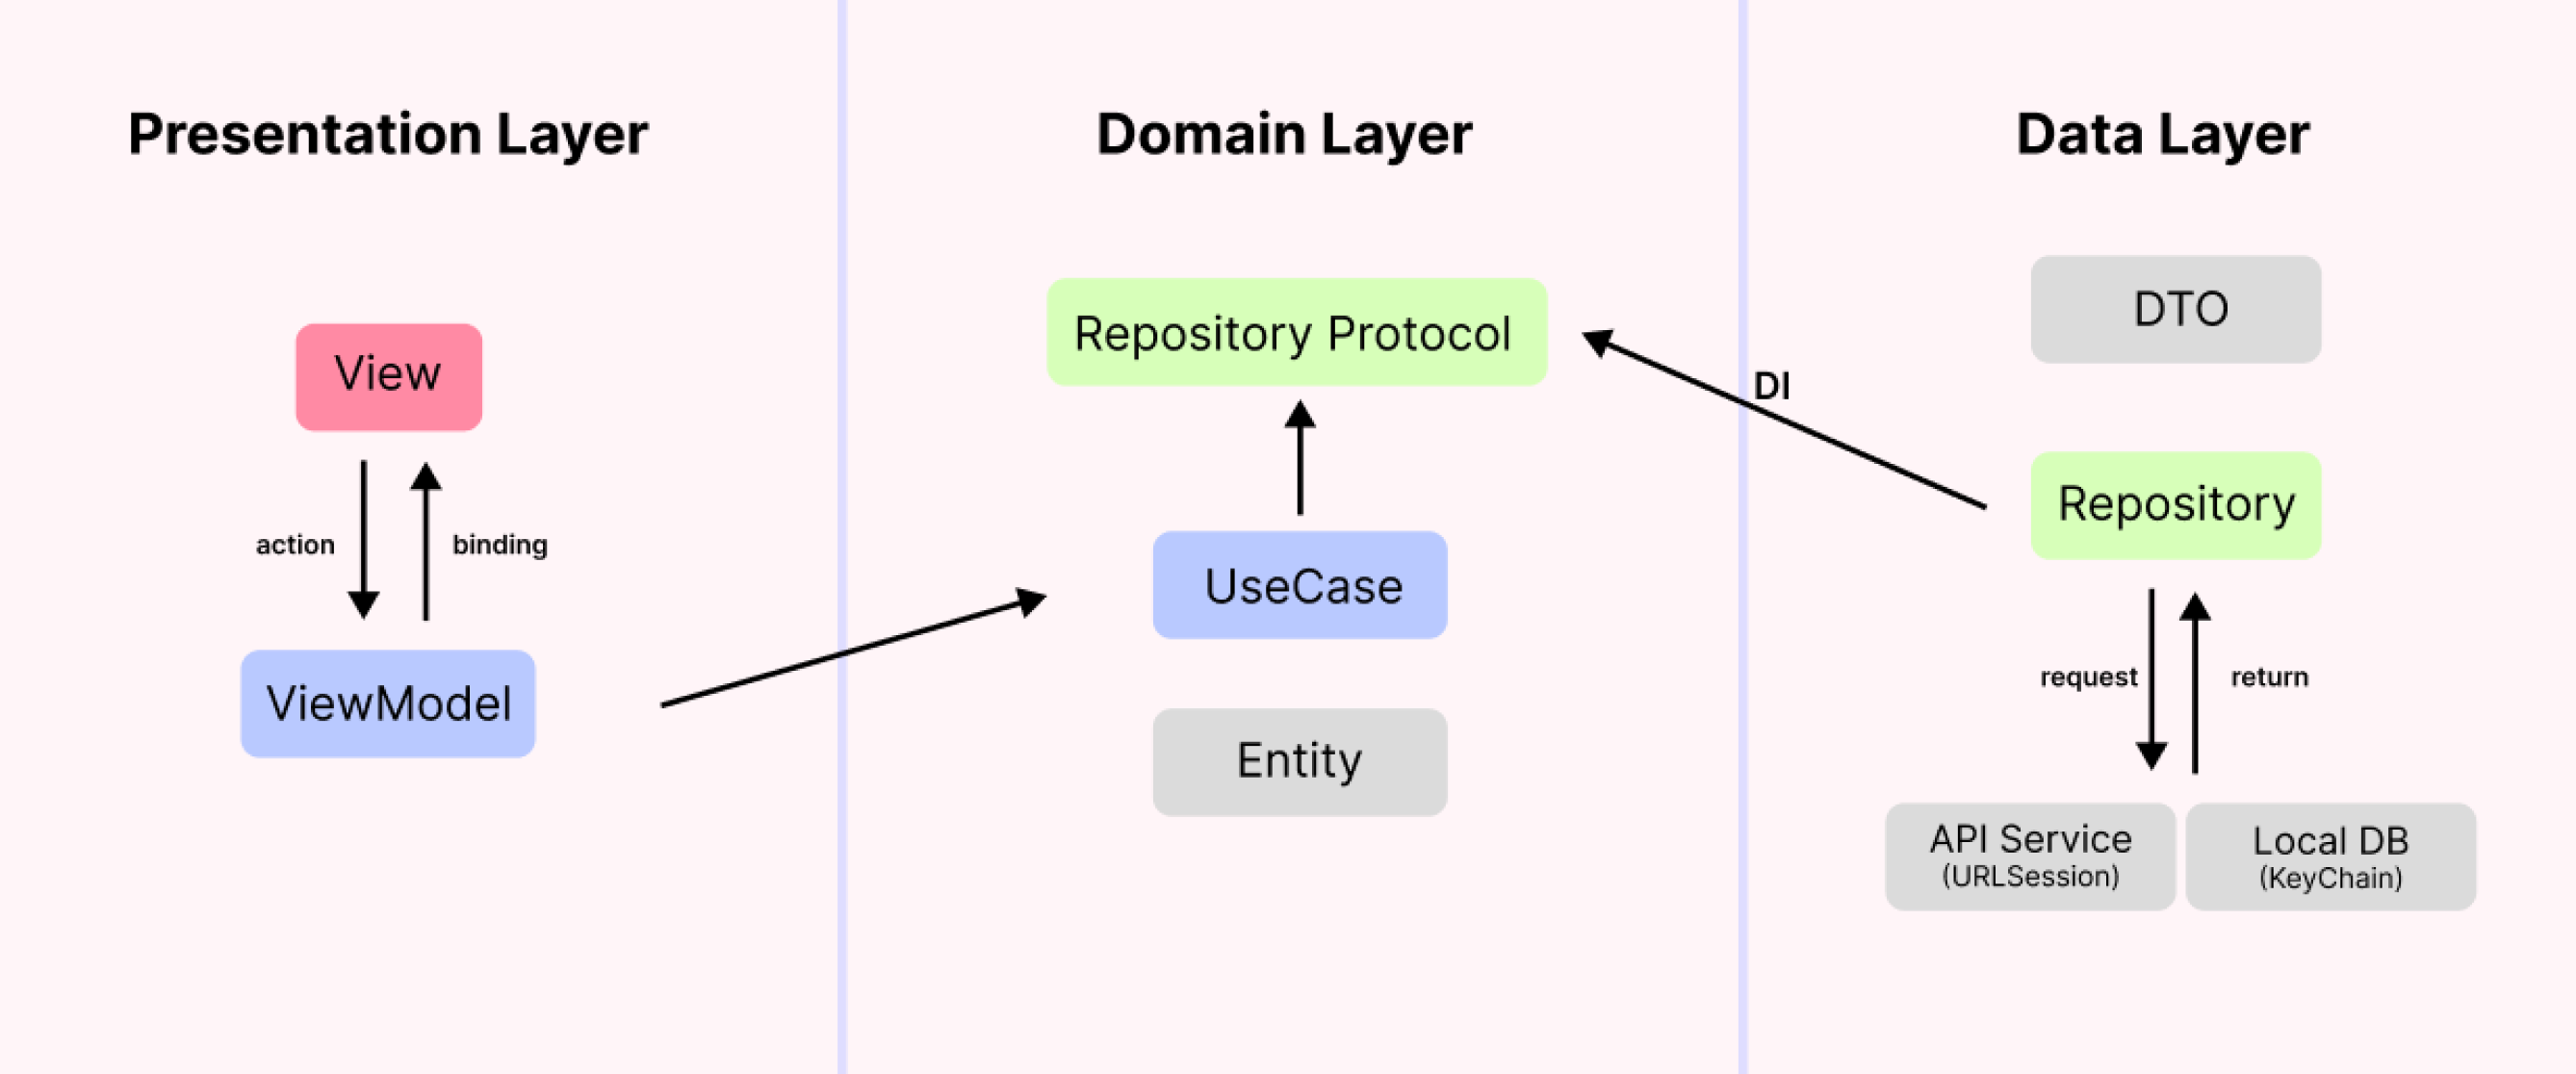 Presentation Layer
View
action
binding
ViewModel
Domain Layer
Repository Protocol
UseCase
Entity
Data Layer
DI
DTO
Repository
request
return
API Service
(URLSession)
Local DB
(KeyChain)